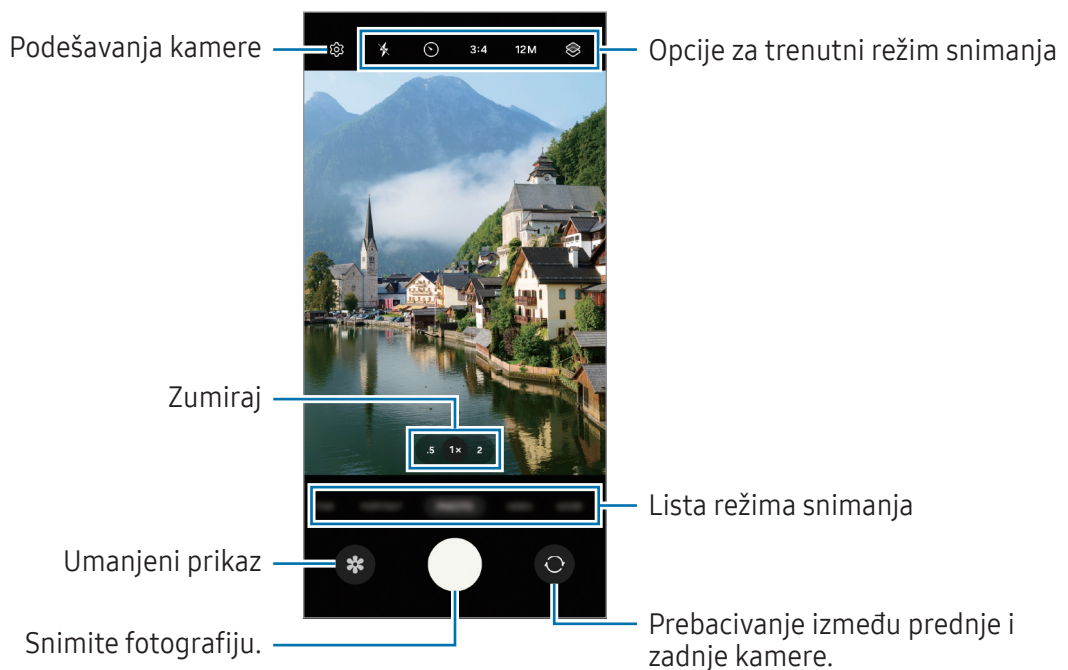 Podešavanja kamere
3:4
12M
Opcije za trenutni režim snimanja
Zumiraj
.5 1× 2
Lista režima snimanja
Umanjeni prikaz
Snimite fotografiju.
Prebacivanje između prednje i
zadnje kamere.